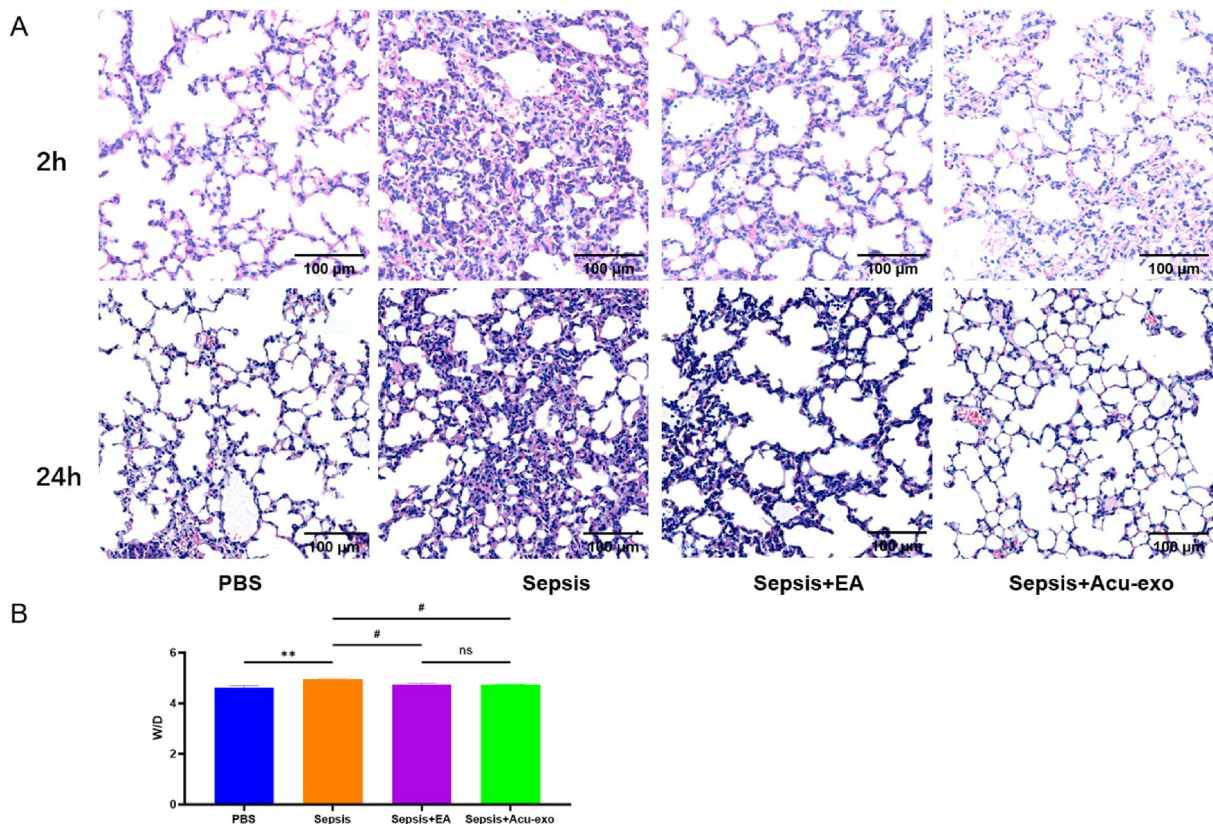 A
2h
100 μm
100 μm
100 μm
100 μm
24h
100 μm
100 μm
100 μm
100 μm
PBS
Sepsis
Sepsis+EA
Sepsis+Acu-exo
B
#
#
**
ns
6
4
2
0
W/D
PBS
Sepsis
Sepsis+EA
Sepsis+Acu-exo